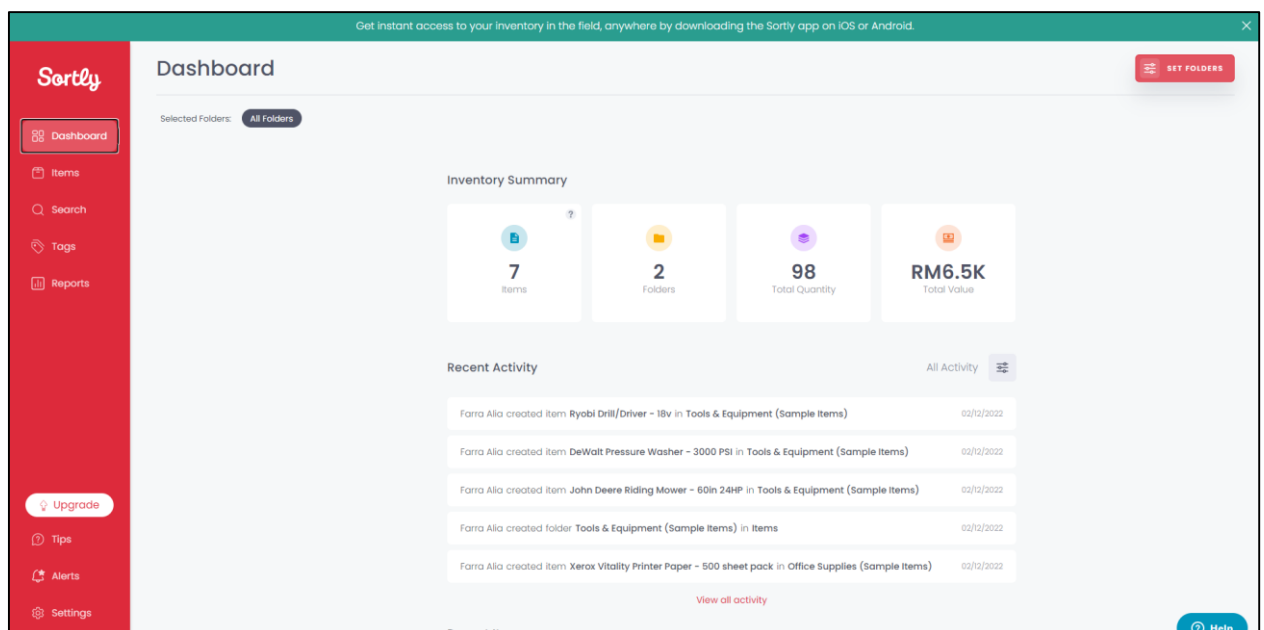 Get instant access to your inventory in the field, anywhere by downloading the Sortly app on iOS or Android.
Sortly
Dashboard
Items
Search
Tags
Reports
Upgrade
Tips
Alerts
Settings
Dashboard
SET FOLDERS
Selected Folders: All Folders
Inventory Summary
?
7
Items
2
Folders
98
Total Quantity
RM6.5K
Total Value
Recent Activity
All Activity
Farra Alia created item Ryobi Drill/Driver - 18v in Tools & Equipment (Sample Items) 02/12/2022
Farra Alia created item DeWalt Pressure Washer - 3000 PSI in Tools & Equipment (Sample Items) 02/12/2022
Farra Alia created item John Deere Riding Mower - 60in 24HP in Tools & Equipment (Sample Items) 02/12/2022
Farra Alia created folder Tools & Equipment (Sample Items) in Items 02/12/2022
Farra Alia created item Xerox Vitality Printer Paper - 500 sheet pack in Office Supplies (Sample Items) 02/12/2022
View all activity
Help